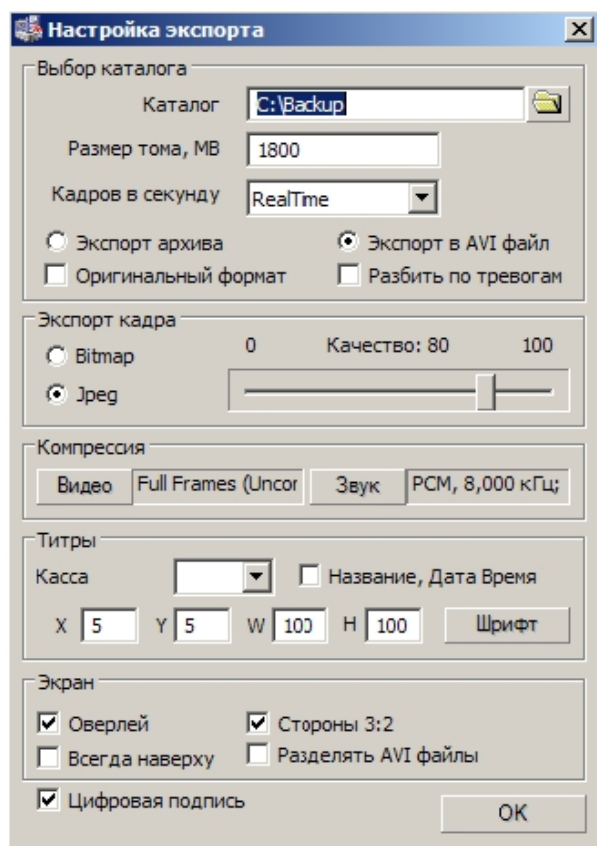 Настройка экспорта
Выбор каталога
Каталог C:\Backup
Размер тома, МВ 1800
Кадров в секунду RealTime
Экспорт архива Экспорт в AVI файл
Оригинальный формат Разбить по тревогам
Экспорт кадра
Bitmap 0 Качество: 80 100
Jpeg
Компрессия
Видео Full Frames (Uncor Звук PCM, 8,000 кГц;
Титры
Касса Название, Дата Время
X 5 Y 5 W 100 H 100 Шрифт
Экран
Оверлей Стороны 3:2
Всегда наверху Разделять AVI файлы
Цифровая подпись OK